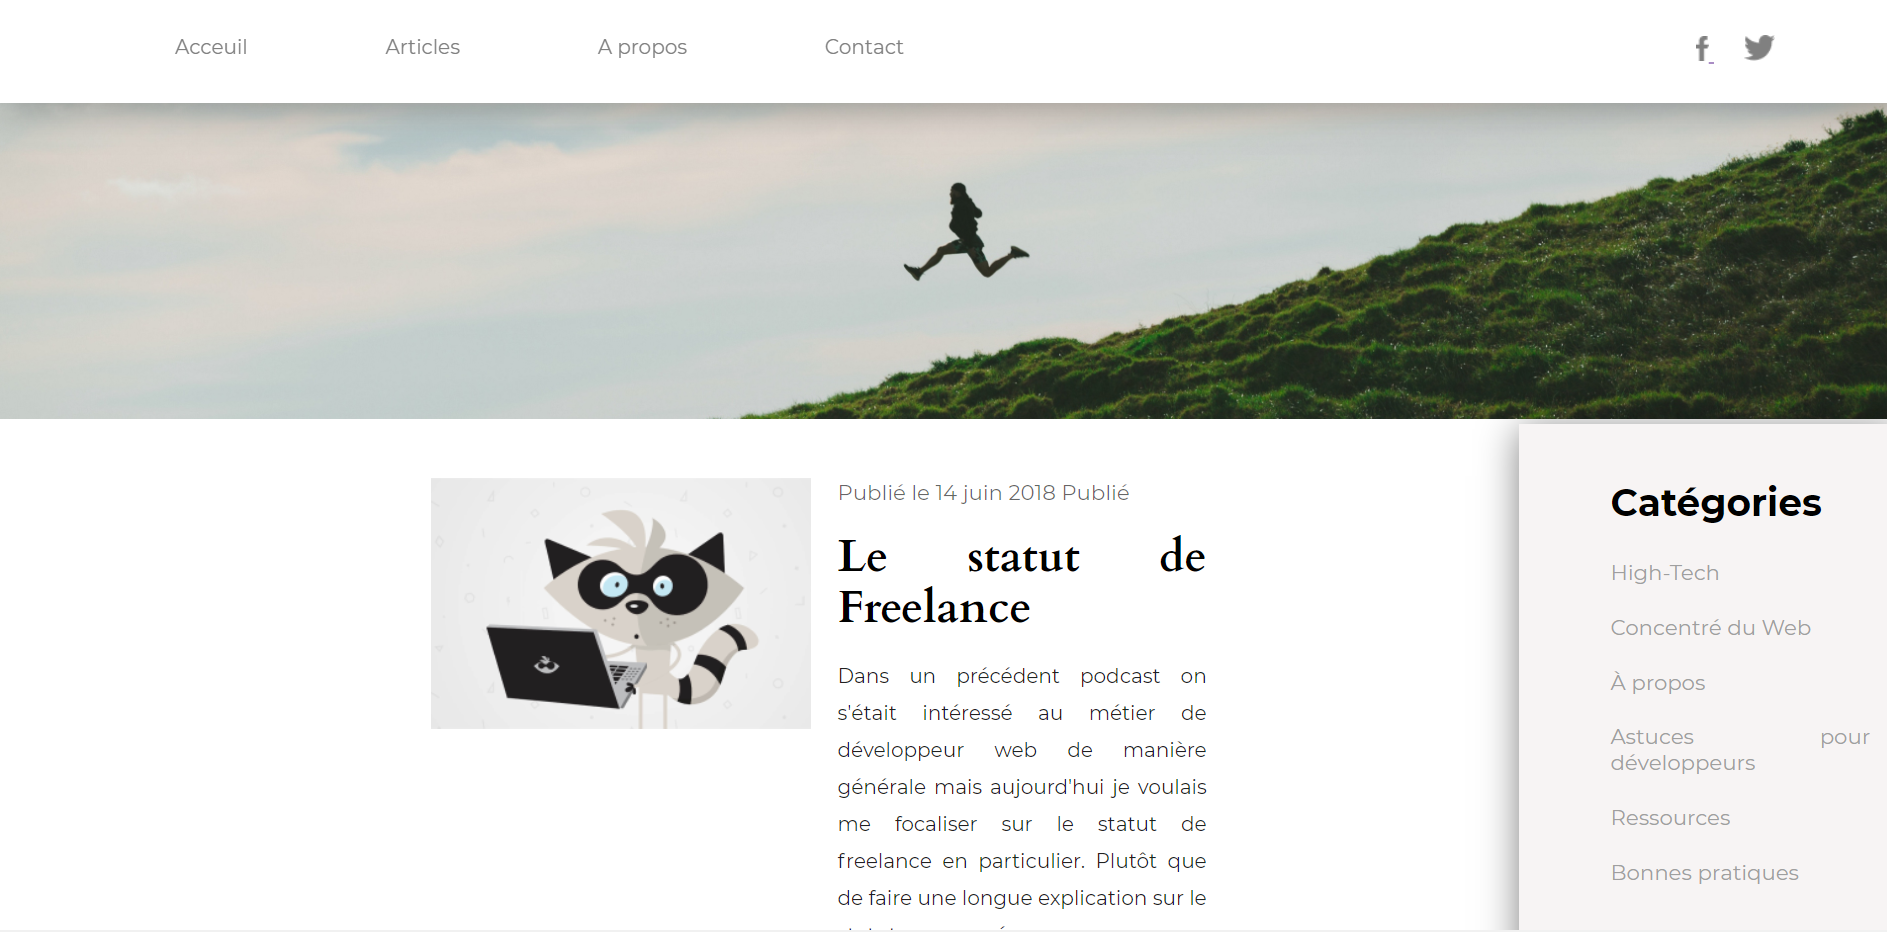 Acceuil Articles A propos Contact
Publié le 14 juin 2018 Publié
Le statut de
Freelance
Dans un précédent podcast on
s'était intéressé au métier de
développeur web de manière
générale mais aujourd'hui je voulais
me focaliser sur le statut de
freelance en particulier. Plutôt que
de faire une longue explication sur le
Catégories
High-Tech
Concentré du Web
À propos
Astuces pour
développeurs
Ressources
Bonnes pratiques